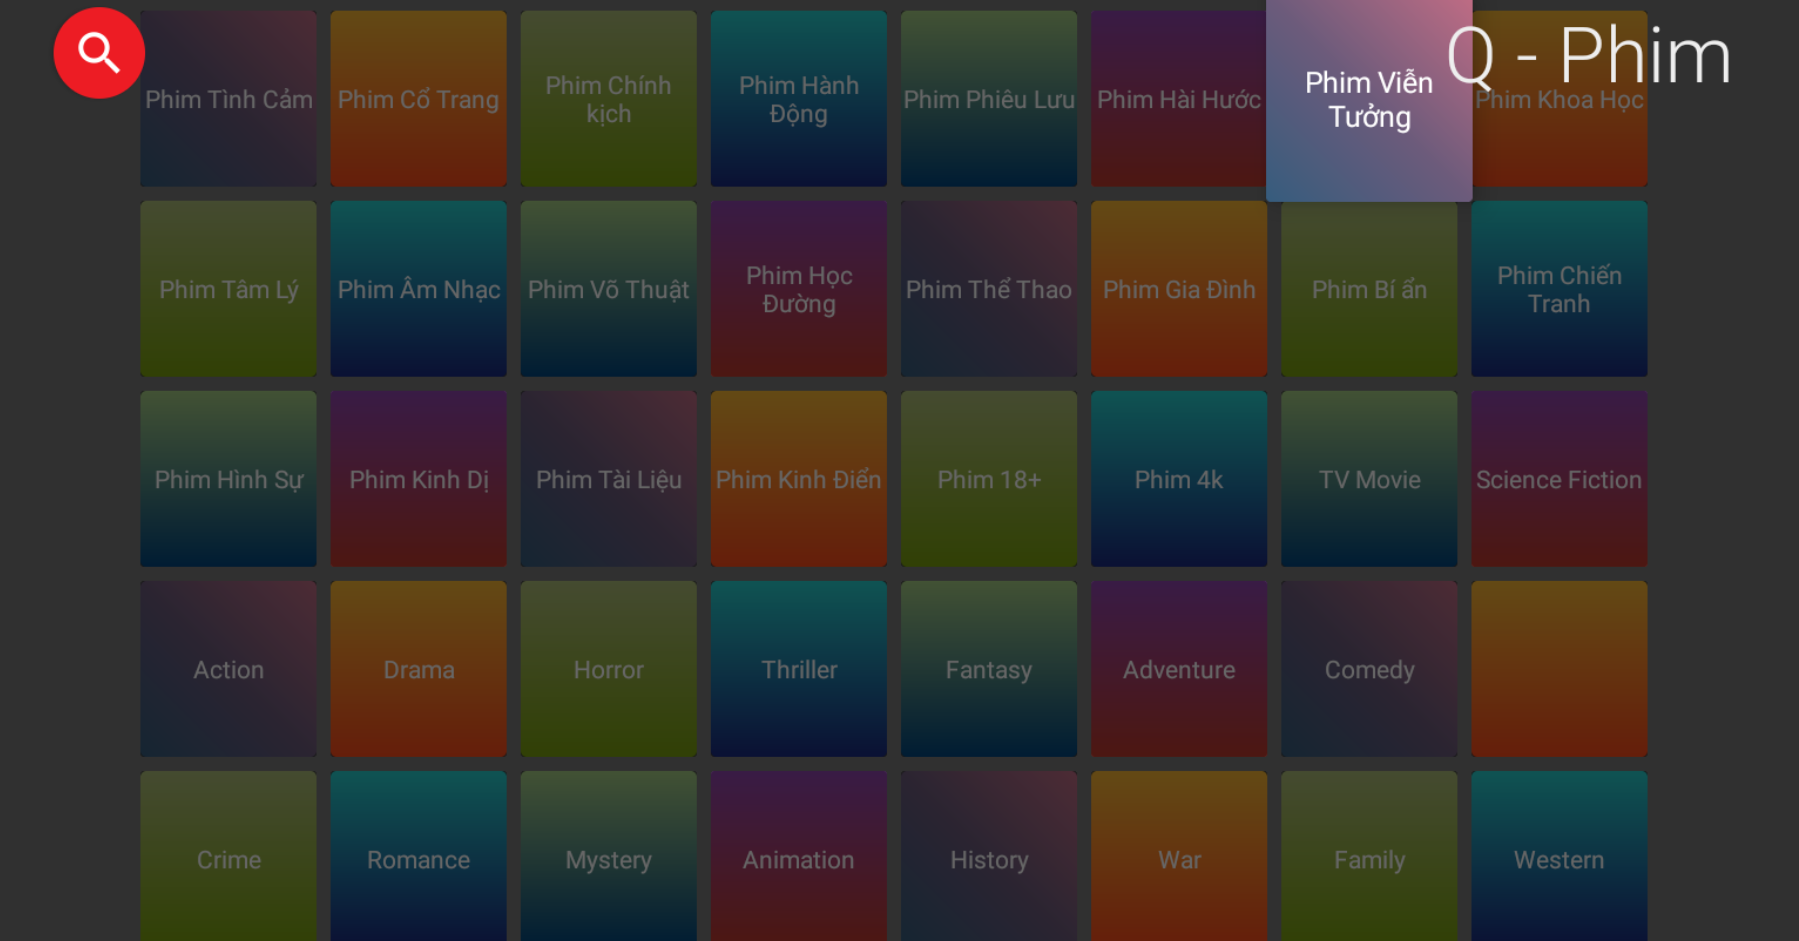 Q - Phim
Phim Tình Cảm
Phim Cổ Trang
Phim Chính
kịch
Phim Hành
Động
Phim Phiêu Lưu
Phim Hài Hước
Phim Viễn
Tưởng
Phim Khoa Học
Phim Tâm Lý
Phim Âm Nhạc
Phim Võ Thuật
Phim Học
Đường
Phim Thể Thao
Phim Gia Đình
Phim Bí ẩn
Phim Chiến
Tranh
Phim Hình Sự
Phim Kinh Dị
Phim Tài Liệu
Phim Kinh Điển
Phim 18+
Phim 4k
TV Movie
Science Fiction
Action
Drama
Horror
Thriller
Fantasy
Adventure
Comedy
Crime
Romance
Mystery
Animation
History
War
Family
Western